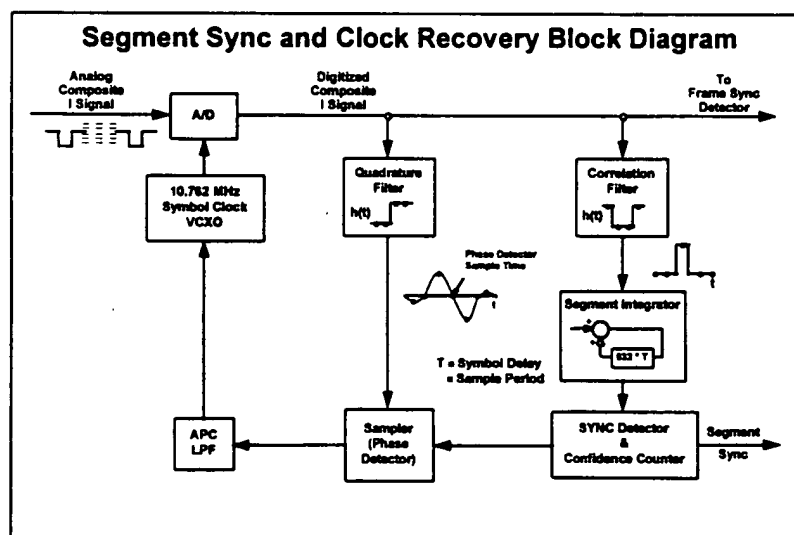 Segment Sync and Clock Recovery Block Diagram
Analog
Composite
I Signal
A/D
Digitized
Composite
I Signal
To
Frame Sync
Detector
10.762 MHz
Symbol Clock
VCXO
Quadrature
Filter
h(t)
Correlation
Filter
h(t)
Phase Detector
Sample Time
t
t
Segment Integrator
+
+
832 * T
T = Symbol Delay
= Sample Period
APC
LPF
Sampler
(Phase
Detector)
SYNC Detector
&
Confidence Counter
Segment
Sync